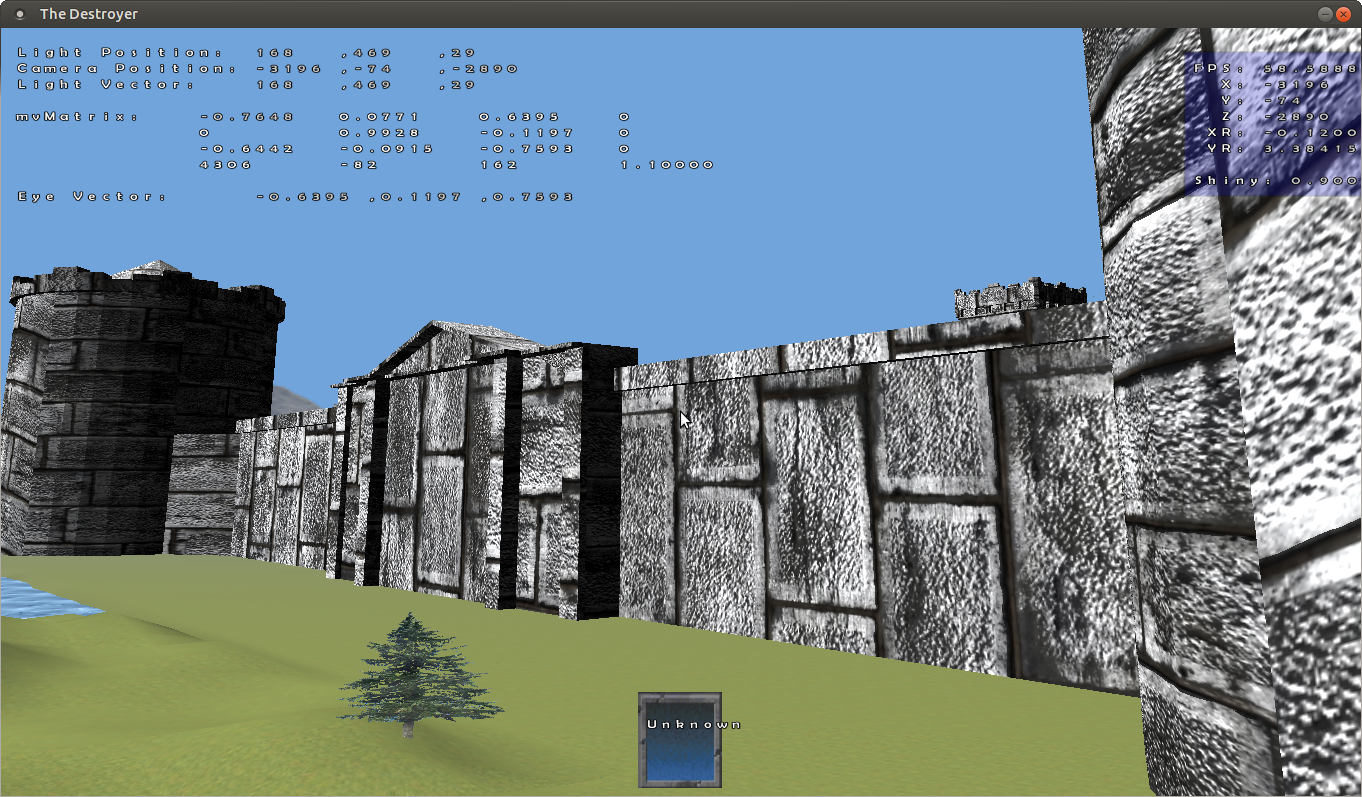 The Destroyer
Light Position: 168 ,469 ,29
Camera Position: -3196 ,-74 ,-2890
Light Vector: 168 ,469 ,29
mvMatrix: -0.7648 0.0771 0.6395 0
0 0.9928 -0.1197 0
-0.6442 -0.0915 -0.7593 0
4306 -82 162 1.10000
Eye Vector: -0.6395 ,0.1197 ,0.7593
FPS: 58.5888
X: -3196
Y: -74
Z: -2890
XR: -0.1200
YR: 3.38415
Shiny: 0.900
Unknown